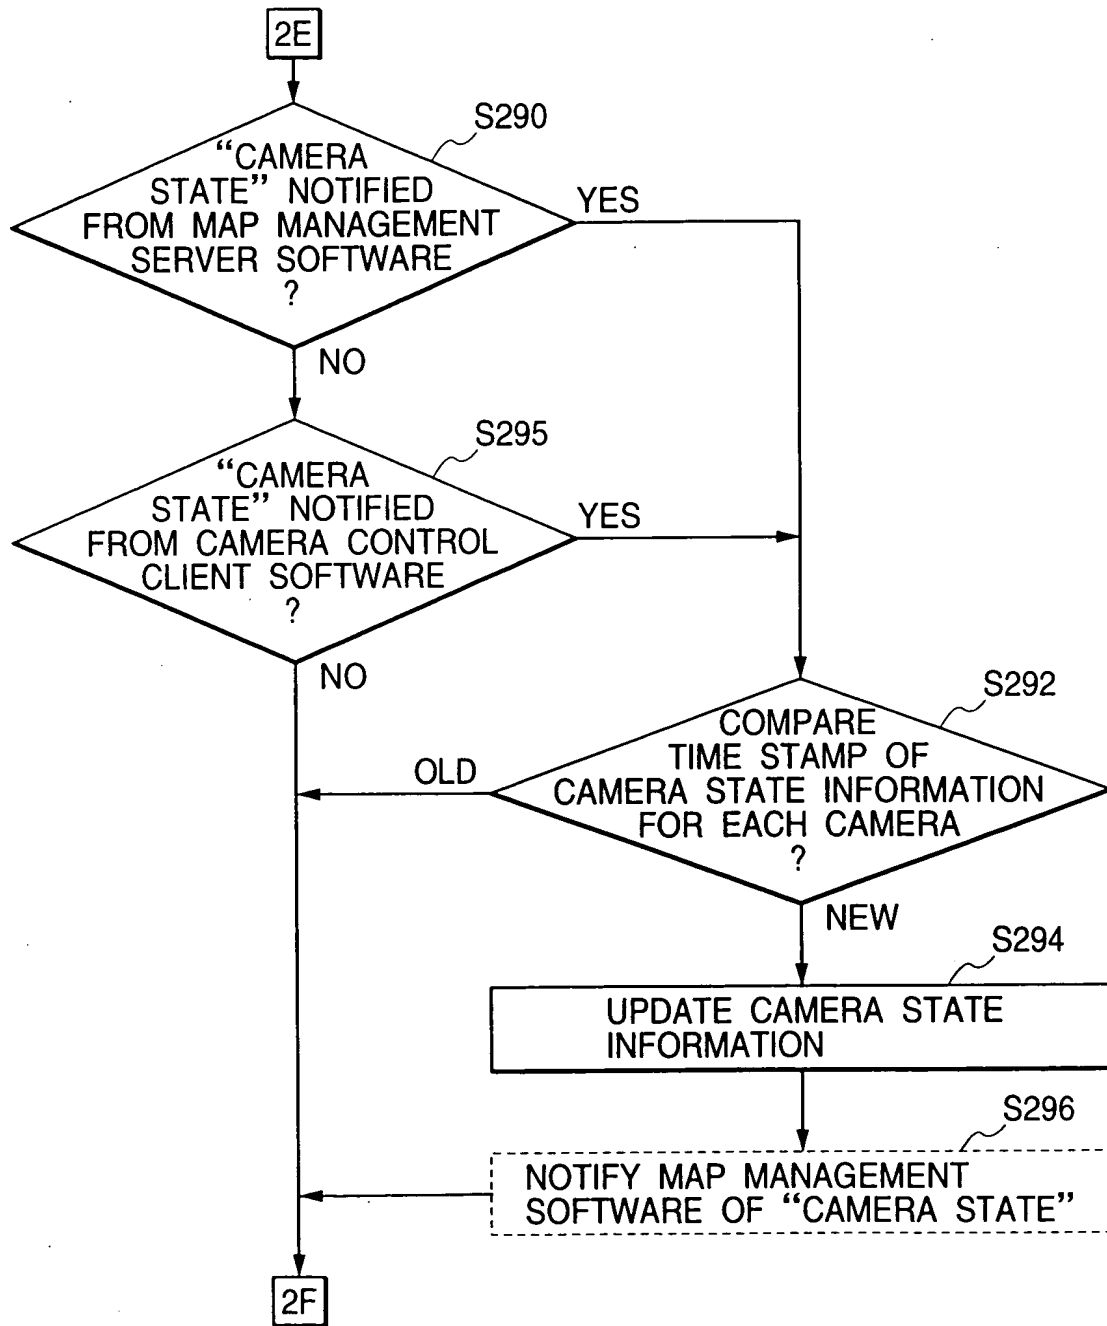 2E
S290
“CAMERA
STATE” NOTIFIED
FROM MAP MANAGEMENT
SERVER SOFTWARE
?
YES
NO
S295
“CAMERA
STATE” NOTIFIED
FROM CAMERA CONTROL
CLIENT SOFTWARE
?
YES
NO
S292
COMPARE
TIME STAMP OF
CAMERA STATE INFORMATION
FOR EACH CAMERA
?
OLD
NEW
S294
UPDATE CAMERA STATE
INFORMATION
S296
NOTIFY MAP MANAGEMENT
SOFTWARE OF “CAMERA STATE”
2F